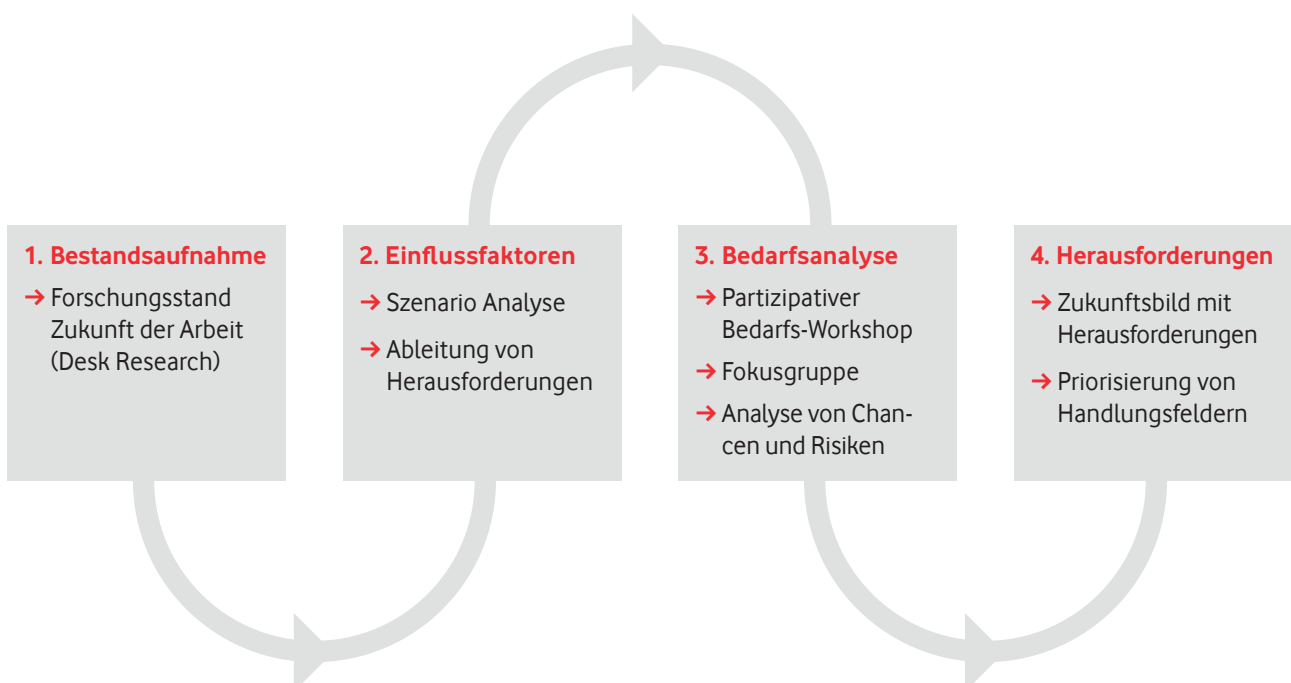 1. Bestandsaufnahme
→ Forschungsstand
Zukunft der Arbeit
(Desk Research)
2. Einflussfaktoren
→ Szenario Analyse
→ Ableitung von
Herausforderungen
3. Bedarfsanalyse
→ Partizipativer
Bedarfs-Workshop
→ Fokusgruppe
→ Analyse von Chan-
cen und Risiken
4. Herausforderungen
→ Zukunftsbild mit
Herausforderungen
→ Priorisierung von
Handlungsfeldern